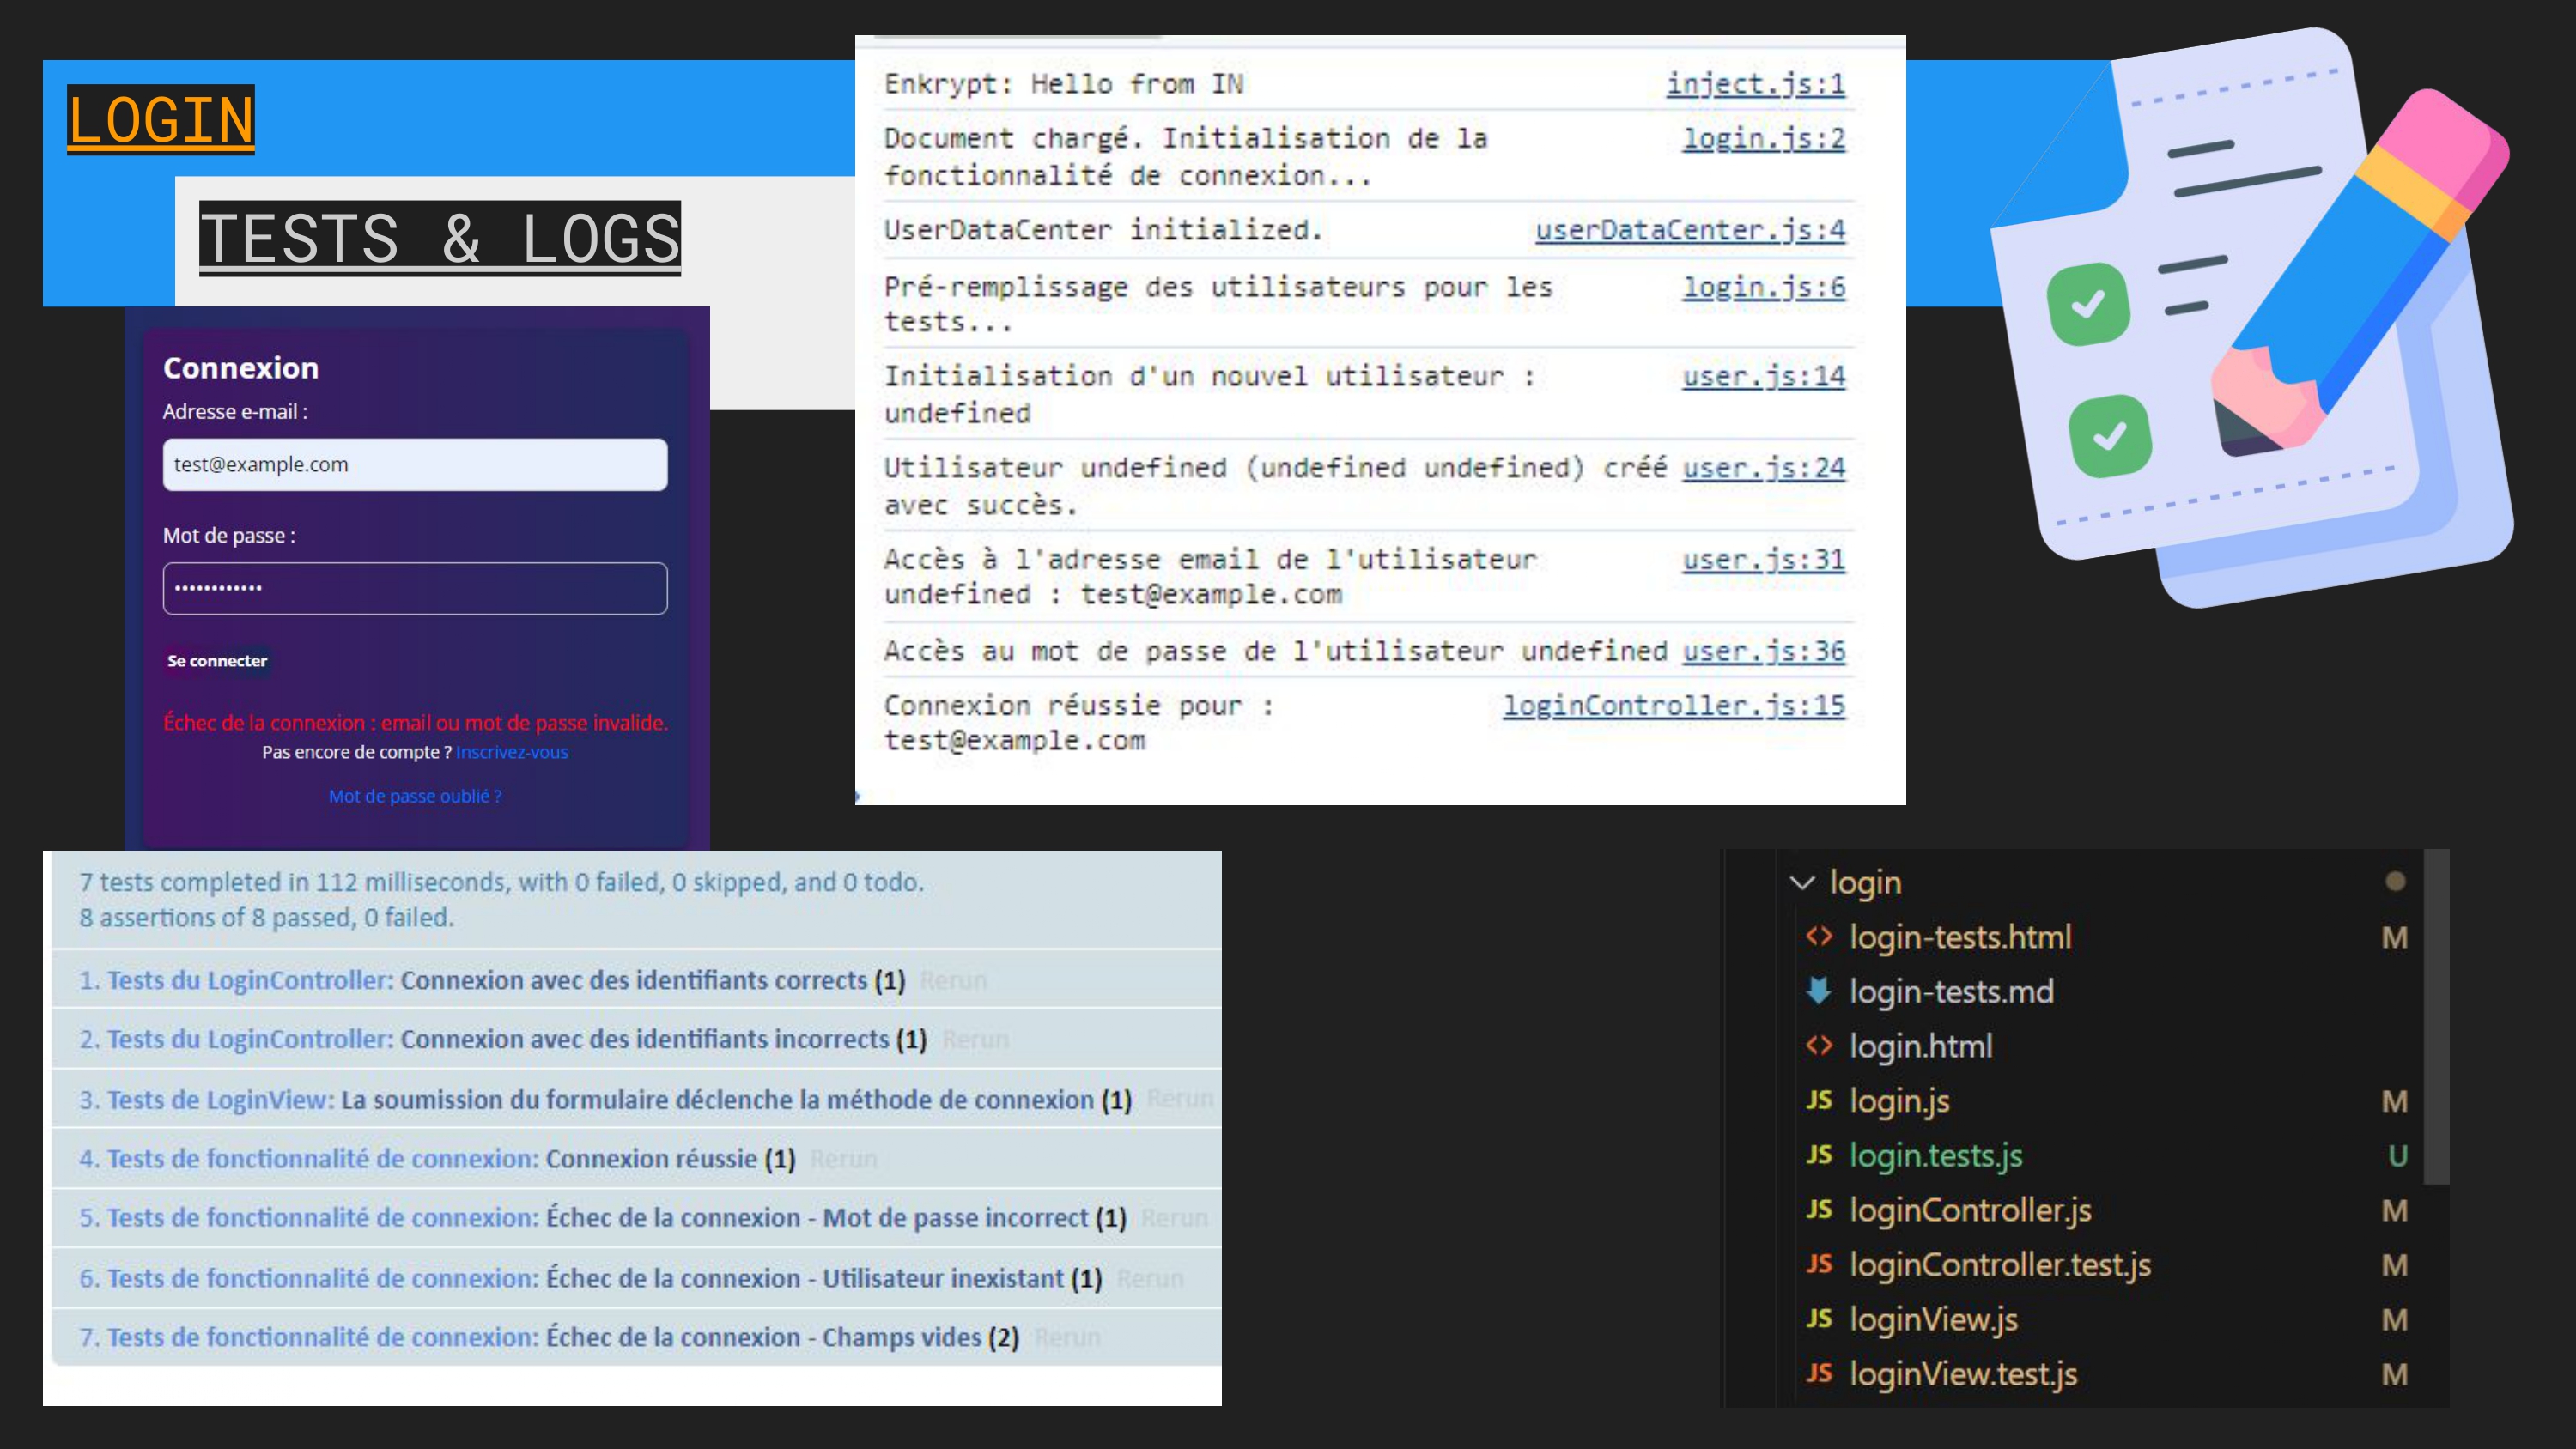 LOGIN
TESTS & LOGS
Connexion
Adresse e-mail :
test@example.com
Mot de passe :
••••••••••••
Se connecter
Échec de la connexion : email ou mot de passe invalide.
Pas encore de compte ? Inscrivez-vous
Mot de passe oublié ?
Enkrypt: Hello from IN inject.js:1
Document chargé. Initialisation de la login.js:2
fonctionnalité de connexion...
UserDataCenter initialized. userDataCenter.js:4
Pré-remplissage des utilisateurs pour les login.js:6
tests...
Initialisation d'un nouvel utilisateur : user.js:14
undefined
Utilisateur undefined (undefined undefined) créé user.js:24
avec succès.
Accès à l'adresse email de l'utilisateur user.js:31
undefined : test@example.com
Accès au mot de passe de l'utilisateur undefined user.js:36
Connexion réussie pour : loginController.js:15
test@example.com
7 tests completed in 112 milliseconds, with 0 failed, 0 skipped, and 0 todo.
8 assertions of 8 passed, 0 failed.
1. Tests du LoginController: Connexion avec des identifiants corrects (1) Rerun
2. Tests du LoginController: Connexion avec des identifiants incorrects (1) Rerun
3. Tests de LoginView: La soumission du formulaire déclenche la méthode de connexion (1) Rerun
4. Tests de fonctionnalité de connexion: Connexion réussie (1) Rerun
5. Tests de fonctionnalité de connexion: Échec de la connexion - Mot de passe incorrect (1) Rerun
6. Tests de fonctionnalité de connexion: Échec de la connexion - Utilisateur inexistant (1) Rerun
7. Tests de fonctionnalité de connexion: Échec de la connexion - Champs vides (2) Rerun
login
login-tests.html M
login-tests.md
login.html
JS login.js M
JS login.tests.js U
JS loginController.js M
JS loginController.test.js M
JS loginView.js M
JS loginView.test.js M